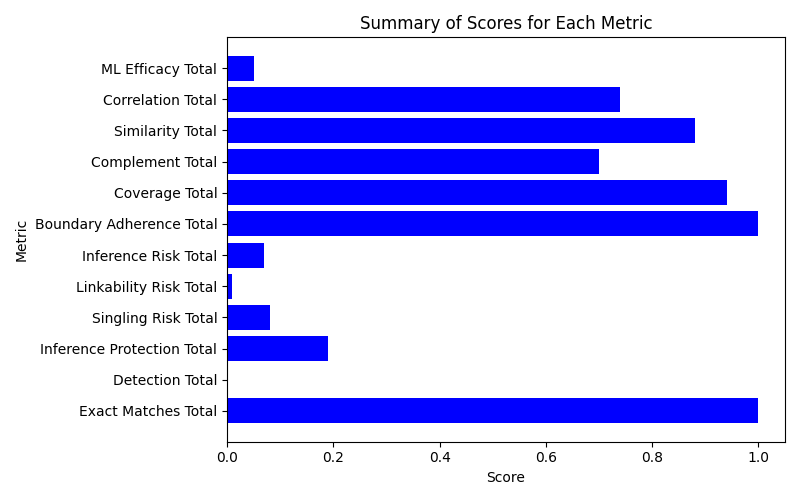 Summary of Scores for Each Metric
ML Efficacy Total
Correlation Total
Similarity Total
Complement Total
Coverage Total
Boundary Adherence Total
Inference Risk Total
Linkability Risk Total
Singling Risk Total
Inference Protection Total
Detection Total
Exact Matches Total
Metric
0.0 0.2 0.4 0.6 0.8 1.0
Score